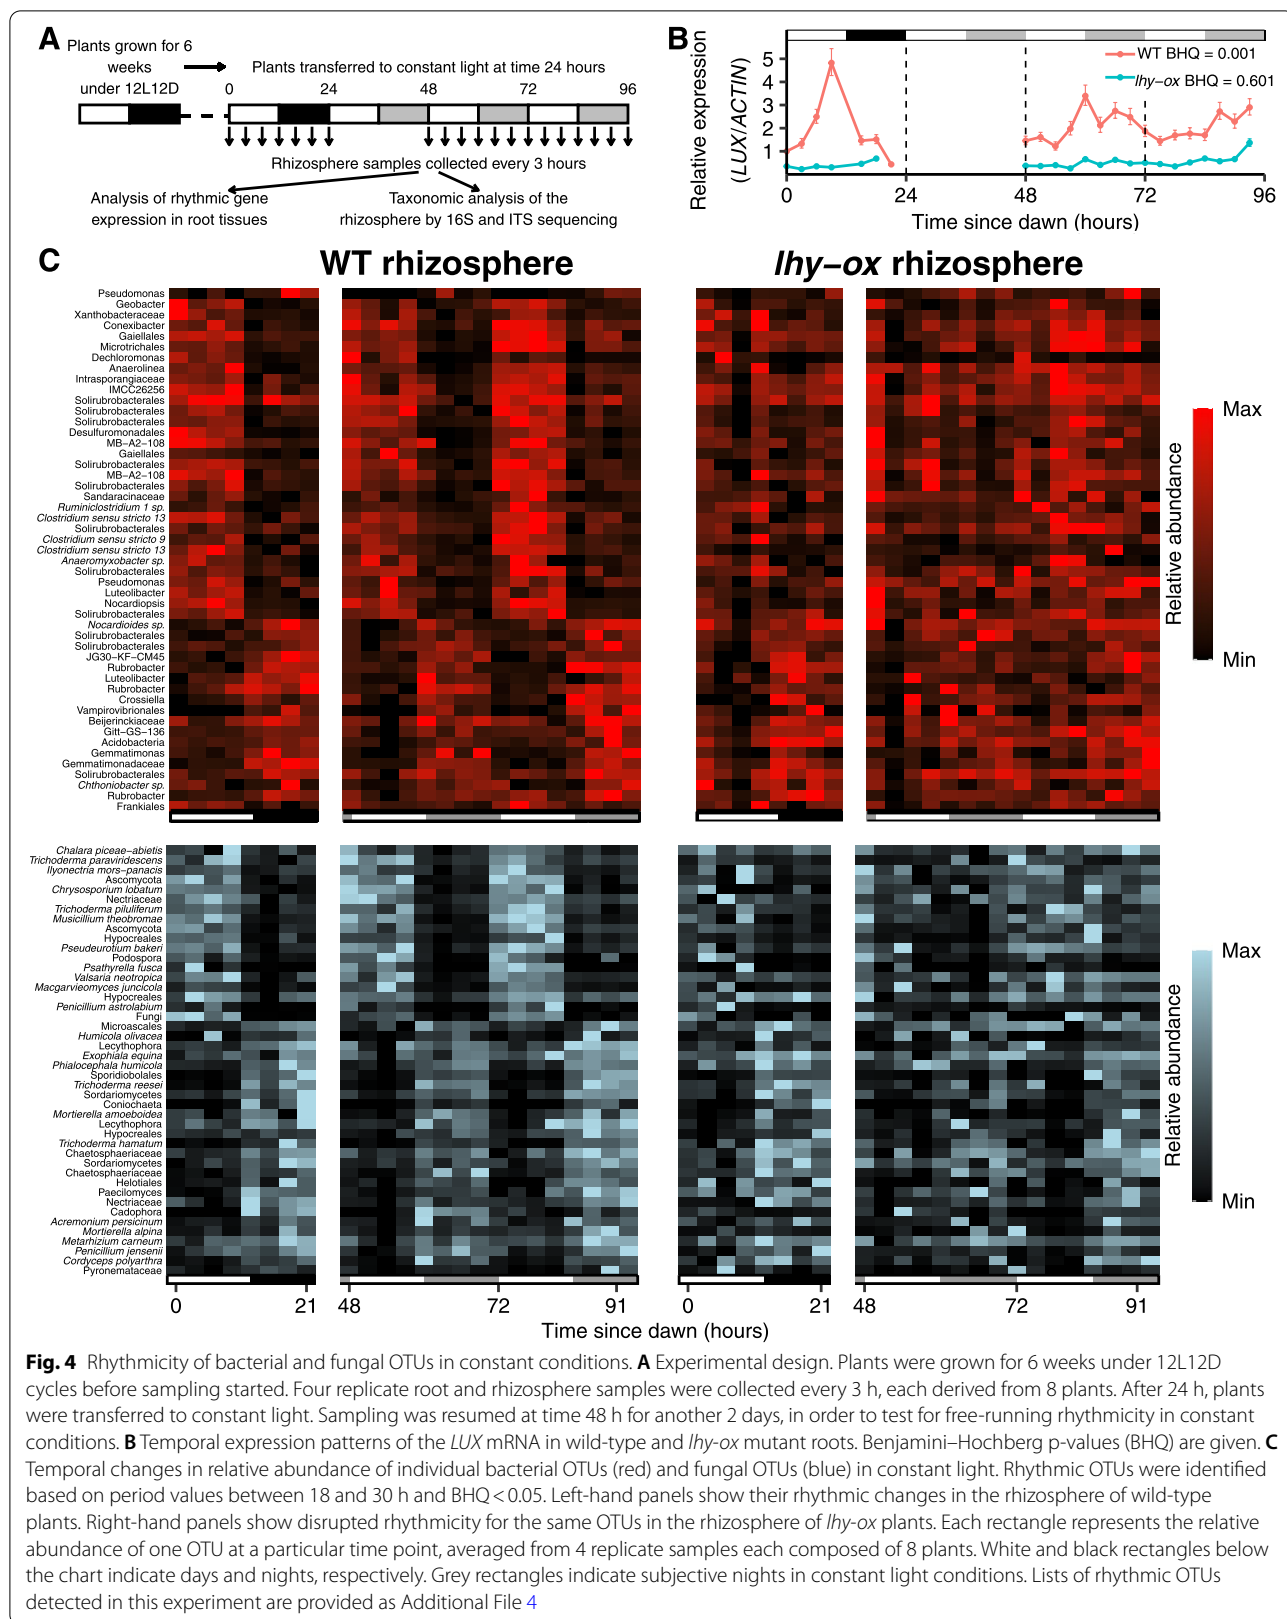 A
Plants grown for 6
weeks
under 12L12D
Plants transferred to constant light at time 24 hours
0 24 48 72 96
Rhizosphere samples collected every 3 hours
Analysis of rhythmic gene
expression in root tissues
Taxonomic analysis of the
rhizosphere by 16S and ITS sequencing
B
Relative expression
(LUX/ACTIN)
5
4
3
2
1
WT BHQ = 0.001
lhy-ox BHQ = 0.601
0 24 48 72 96
Time since dawn (hours)
C
WT rhizosphere
lhy-ox rhizosphere
Pseudomonas
Geobacter
Xanthobacteraceae
Conexibacter
Gaiellales
Microtrichales
Dechloromonas
Anaerolinea
Intrasporangiaceae
IMCC26256
Solirubrobacterales
Solirubrobacterales
Solirubrobacterales
Desulfuromonadales
MB-A2-108
Gaiellales
Solirubrobacterales
MB-A2-108
Solirubrobacterales
Sandaracinaceae
Ruminiclostridium 1 sp.
Clostridium sensu stricto 13
Solirubrobacterales
Clostridium sensu stricto 9
Clostridium sensu stricto 13
Anaeromyxobacter sp.
Solirubrobacterales
Pseudomonas
Luteolibacter
Nocardiopsis
Solirubrobacterales
Nocardioides sp.
Solirubrobacterales
Solirubrobacterales
JG30-KF-CM45
Rubrobacter
Luteolibacter
Rubrobacter
Crossiella
Vampirovibrionales
Beijerinckiaceae
Gitt-GS-136
Acidobacteria
Gemmatimonas
Gemmatimonadaceae
Solirubrobacterales
Chthoniobacter sp.
Rubrobacter
Frankiales
Relative abundance
Max
Min
Chalara piceae-abietis
Trichoderma paraviridescens
Ilyonectria mors-panacis
Ascomycota
Chrysosporium lobatum
Nectriaceae
Trichoderma piluliferum
Musicillium theobromae
Ascomycota
Hypocreales
Pseudeurotium bakeri
Podospora
Psathyrella fusca
Valsaria neotropica
Macgarvieomyces juncicola
Hypocreales
Penicillium astrolabium
Fungi
Microascales
Humicola olivacea
Lecythophora
Exophiala equina
Phialocephala humicola
Sporidiobolales
Trichoderma reesei
Sordariomycetes
Coniochaeta
Mortierella amoeboidea
Lecythophora
Hypocreales
Trichoderma hamatum
Chaetosphaeriaceae
Sordariomycetes
Chaetosphaeriaceae
Helotiales
Paecilomyces
Nectriaceae
Cadophora
Acremonium persicinum
Mortierella alpina
Metarhizium carneum
Penicillium jensenii
Cordyceps polyarthra
Pyronemataceae
Relative abundance
Max
Min
0 21 48 72 91 0 21 48 72 91
Time since dawn (hours)
Fig. 4 Rhythmicity of bacterial and fungal OTUs in constant conditions. A Experimental design. Plants were grown for 6 weeks under 12L12D
cycles before sampling started. Four replicate root and rhizosphere samples were collected every 3 h, each derived from 8 plants. After 24 h, plants
were transferred to constant light. Sampling was resumed at time 48 h for another 2 days, in order to test for free-running rhythmicity in constant
conditions. B Temporal expression patterns of the LUX mRNA in wild-type and lhy-ox mutant roots. Benjamini–Hochberg p-values (BHQ) are given. C
Temporal changes in relative abundance of individual bacterial OTUs (red) and fungal OTUs (blue) in constant light. Rhythmic OTUs were identified
based on period values between 18 and 30 h and BHQ < 0.05. Left-hand panels show their rhythmic changes in the rhizosphere of wild-type
plants. Right-hand panels show disrupted rhythmicity for the same OTUs in the rhizosphere of lhy-ox plants. Each rectangle represents the relative
abundance of one OTU at a particular time point, averaged from 4 replicate samples each composed of 8 plants. White and black rectangles below
the chart indicate days and nights, respectively. Grey rectangles indicate subjective nights in constant light conditions. Lists of rhythmic OTUs
detected in this experiment are provided as Additional File 4